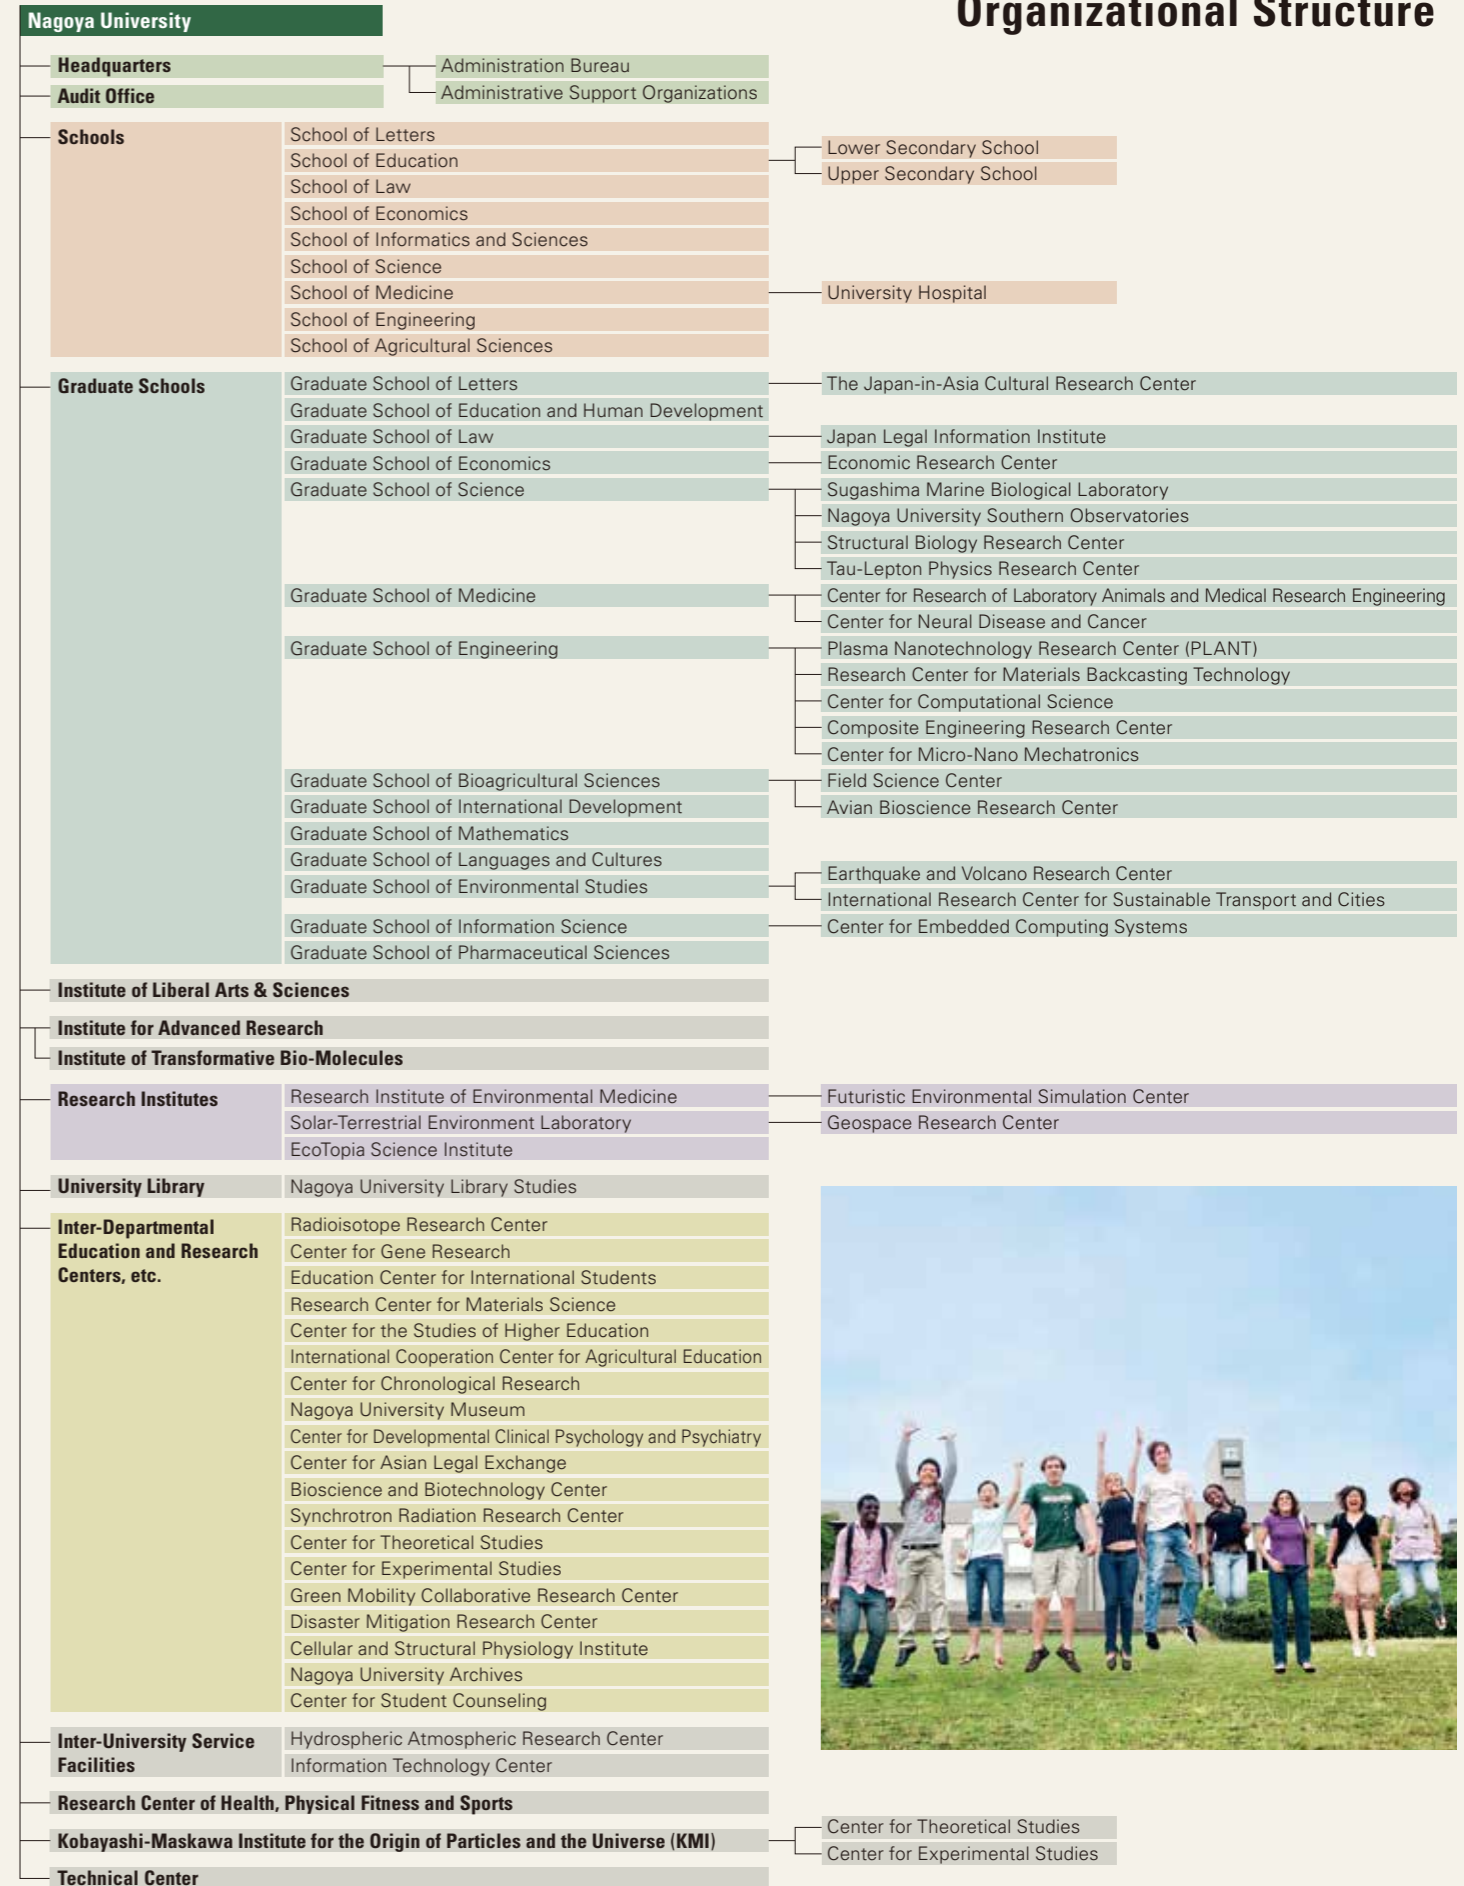 Organizational Structure
Nagoya University
Headquarters
Administration Bureau
Audit Office
Administrative Support Organizations
Schools
School of Letters
School of Education
Lower Secondary School
Upper Secondary School
School of Law
School of Economics
School of Informatics and Sciences
School of Science
School of Medicine
University Hospital
School of Engineering
School of Agricultural Sciences
Graduate Schools
Graduate School of Letters
The Japan-in-Asia Cultural Research Center
Graduate School of Education and Human Development
Graduate School of Law
Japan Legal Information Institute
Graduate School of Economics
Economic Research Center
Graduate School of Science
Sugashima Marine Biological Laboratory
Nagoya University Southern Observatories
Structural Biology Research Center
Tau-Lepton Physics Research Center
Graduate School of Medicine
Center for Research of Laboratory Animals and Medical Research Engineering
Center for Neural Disease and Cancer
Graduate School of Engineering
Plasma Nanotechnology Research Center (PLANT)
Research Center for Materials Backcasting Technology
Center for Computational Science
Composite Engineering Research Center
Center for Micro-Nano Mechatronics
Graduate School of Bioagricultural Sciences
Field Science Center
Graduate School of International Development
Avian Bioscience Research Center
Graduate School of Mathematics
Graduate School of Languages and Cultures
Graduate School of Environmental Studies
Earthquake and Volcano Research Center
International Research Center for Sustainable Transport and Cities
Graduate School of Information Science
Center for Embedded Computing Systems
Graduate School of Pharmaceutical Sciences
Institute of Liberal Arts & Sciences
Institute for Advanced Research
Institute of Transformative Bio-Molecules
Research Institutes
Research Institute of Environmental Medicine
Futuristic Environmental Simulation Center
Solar-Terrestrial Environment Laboratory
Geospace Research Center
EcoTopia Science Institute
University Library
Nagoya University Library Studies
Inter-Departmental
Education and Research
Centers, etc.
Radioisotope Research Center
Center for Gene Research
Education Center for International Students
Research Center for Materials Science
Center for the Studies of Higher Education
International Cooperation Center for Agricultural Education
Center for Chronological Research
Nagoya University Museum
Center for Developmental Clinical Psychology and Psychiatry
Center for Asian Legal Exchange
Bioscience and Biotechnology Center
Synchrotron Radiation Research Center
Center for Theoretical Studies
Center for Experimental Studies
Green Mobility Collaborative Research Center
Disaster Mitigation Research Center
Cellular and Structural Physiology Institute
Nagoya University Archives
Center for Student Counseling
Inter-University Service
Facilities
Hydrospheric Atmospheric Research Center
Information Technology Center
Research Center of Health, Physical Fitness and Sports
Kobayashi-Maskawa Institute for the Origin of Particles and the Universe (KMI)
Center for Theoretical Studies
Center for Experimental Studies
Technical Center